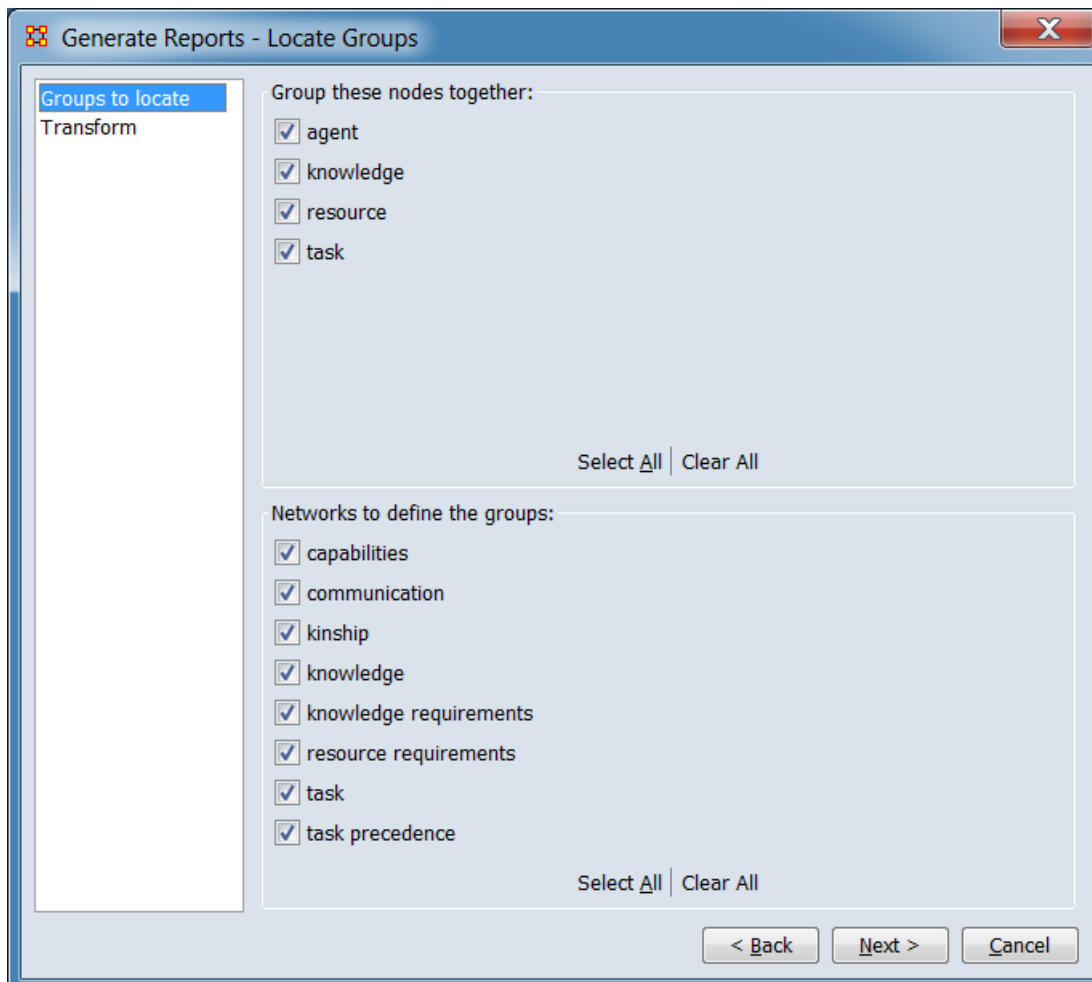 Generate Reports - Locate Groups
X
Groups to locate
Transform
Group these nodes together:
agent
knowledge
resource
task
Select All | Clear All
Networks to define the groups:
capabilities
communication
kinship
knowledge
knowledge requirements
resource requirements
task
task precedence
Select All | Clear All
< Back Next > Cancel